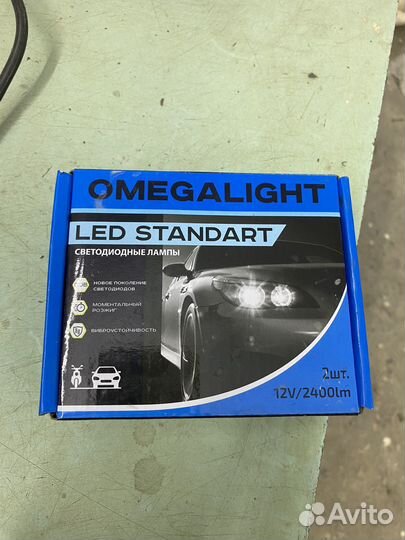 OMEGALIGHT
LED STANDART
СВЕТОДИОДНЫЕ ЛАМПЫ
НОВОЕ ПОКОЛЕНИЕ
СВЕТОДИОДОВ
МОМЕНТАЛЬНЫЙ
РОЗЖИГ
ВИБРОУСТОЙЧИВОСТЬ
2шт.
12V/2400lm
Avito